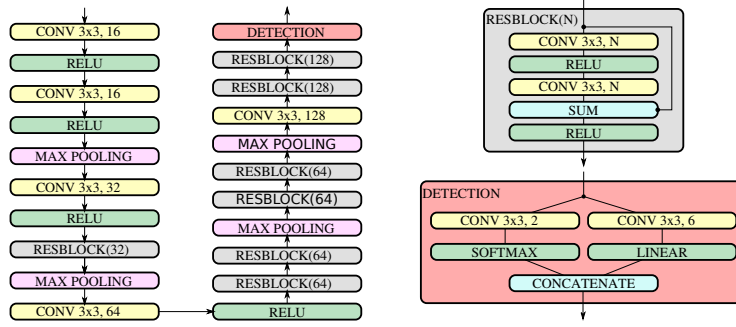 CONV 3x3, 16
RELU
CONV 3x3, 16
RELU
MAX POOLING
CONV 3x3, 32
RELU
RESBLOCK(32)
MAX POOLING
CONV 3x3, 64
DETECTION
RESBLOCK(128)
RESBLOCK(128)
CONV 3x3, 128
MAX POOLING
RESBLOCK(64)
RESBLOCK(64)
MAX POOLING
RESBLOCK(64)
RESBLOCK(64)
RELU
RESBLOCK(N)
CONV 3x3, N
RELU
CONV 3x3, N
SUM
RELU
DETECTION
CONV 3x3, 2
CONV 3x3, 6
SOFTMAX
LINEAR
CONCATENATE